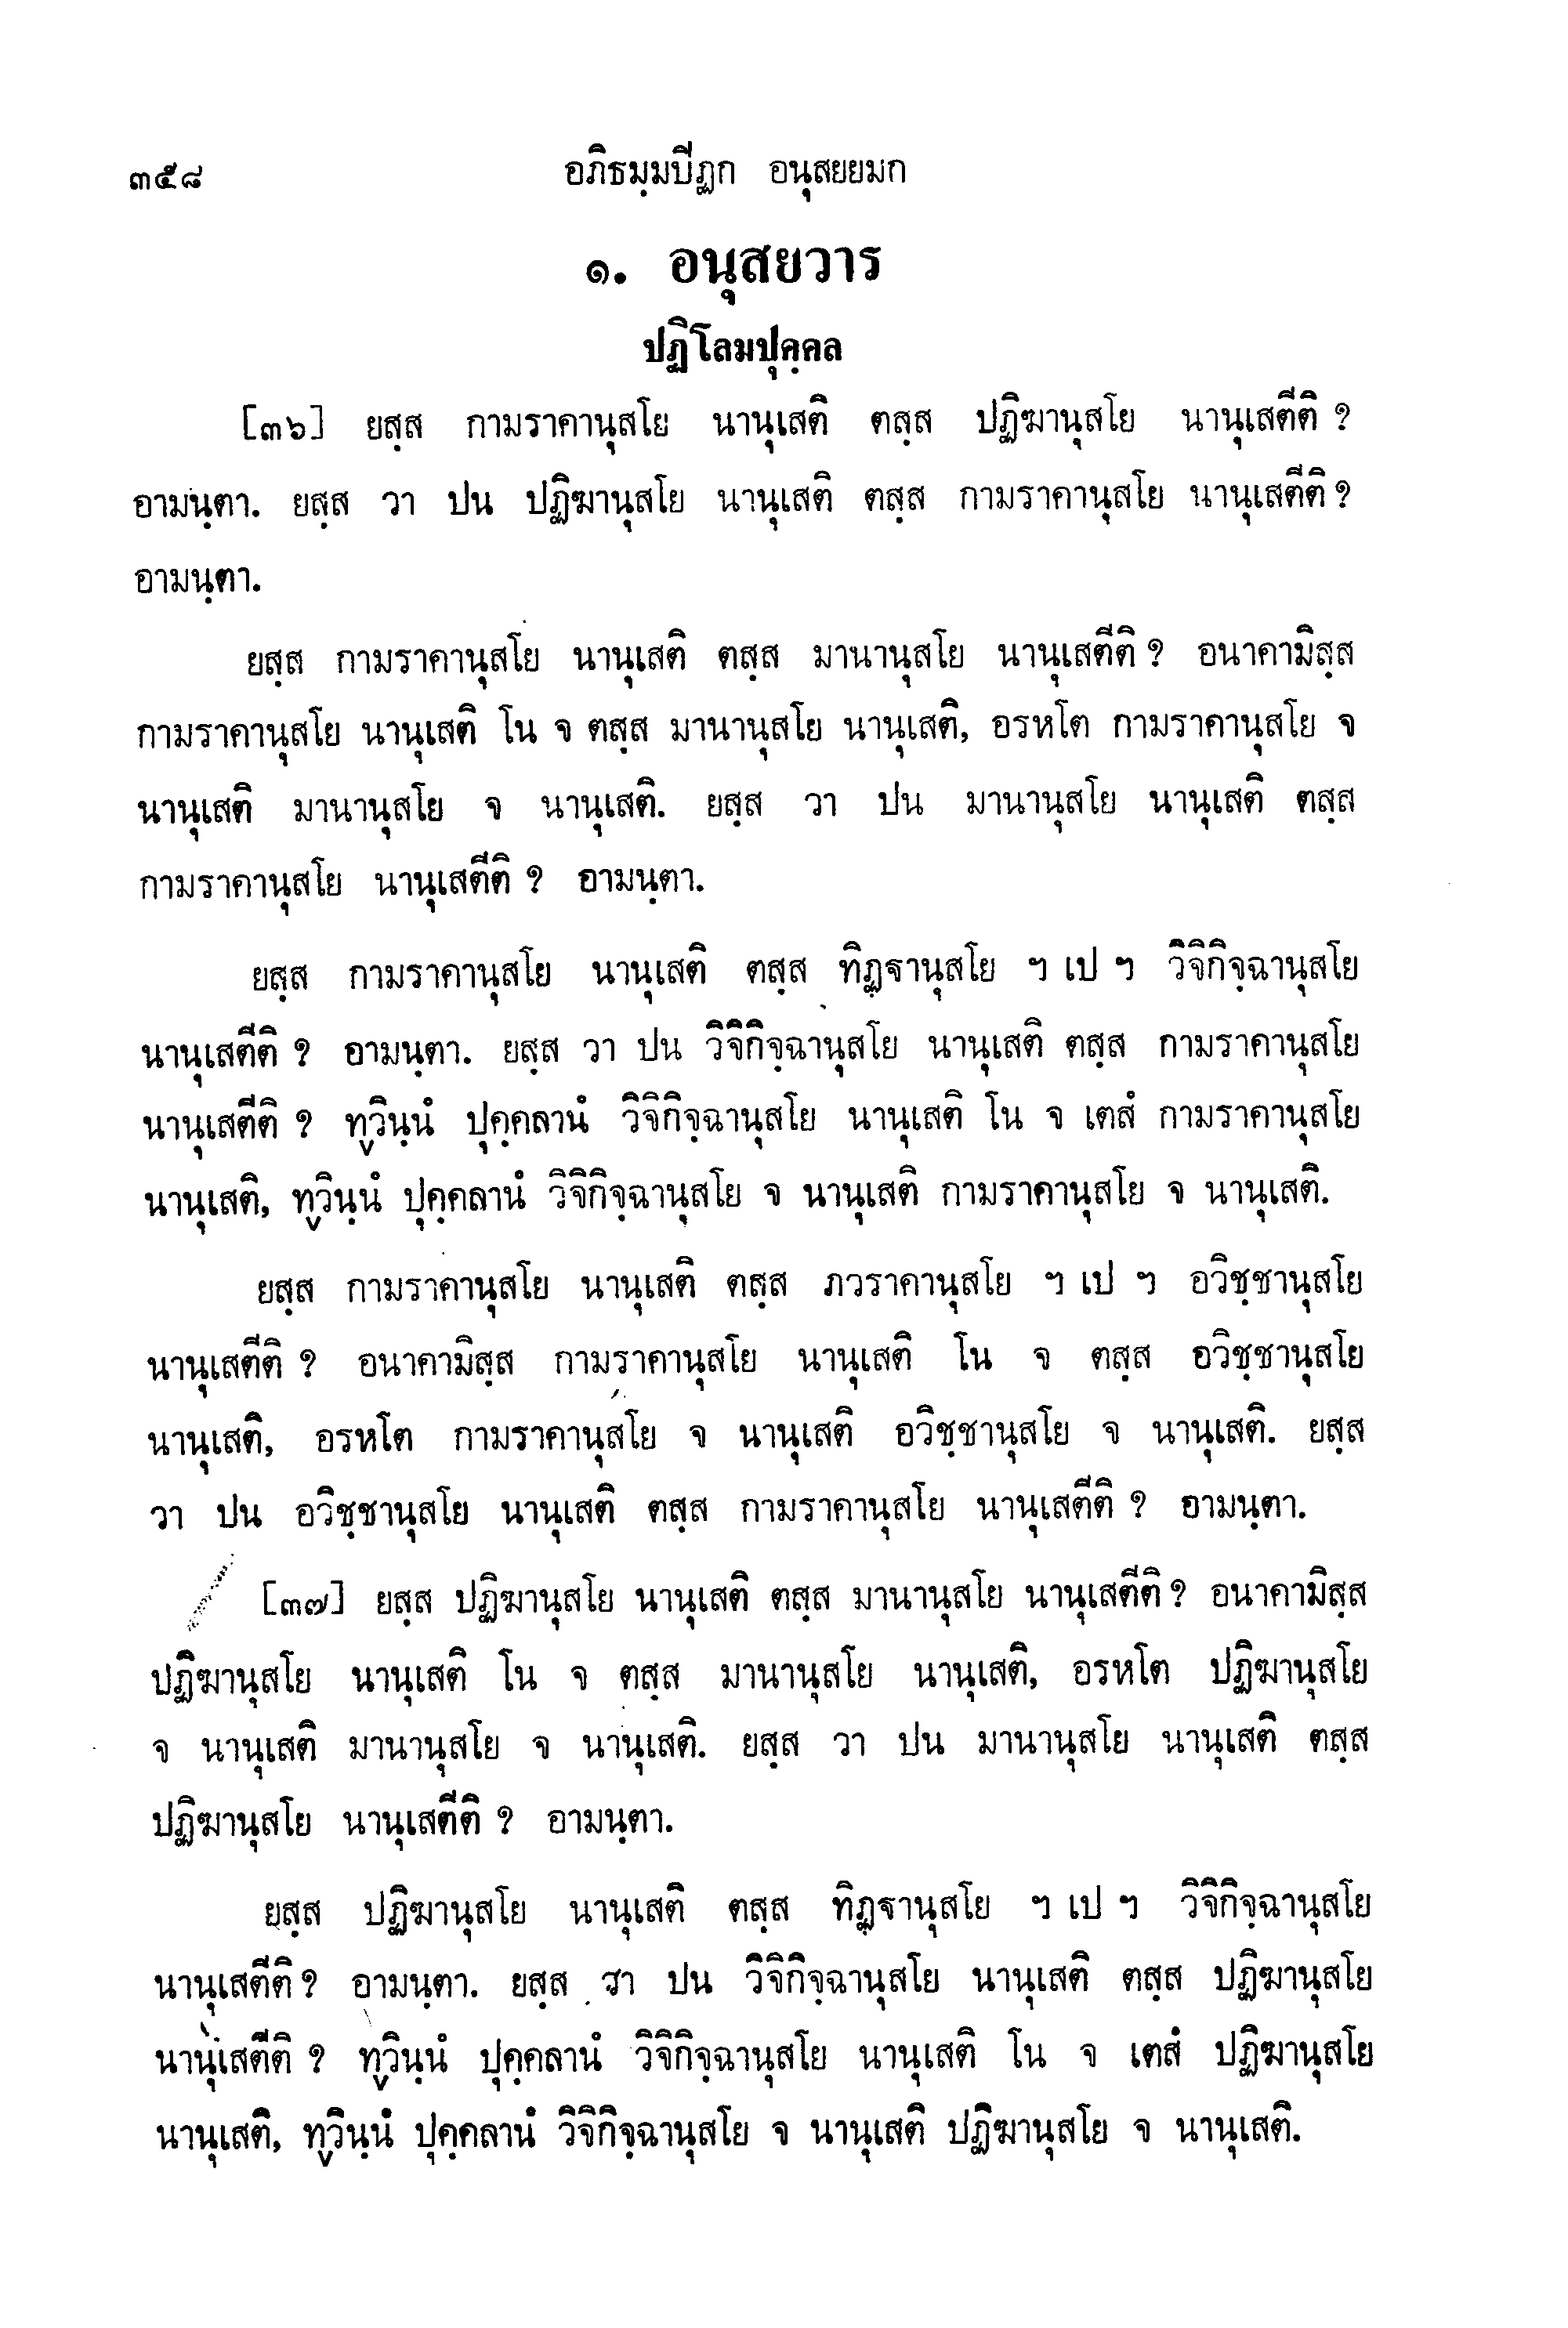 ๓๕๘ อภิธมฺมปีฏก อนุสยยมก
๑. อนุสยวาร
ปฏิโลมปุคฺคล
[๓๖] ยสฺส กามราคานุสโย นานุเสติ ตสฺส ปฏิฆานุสโย นานุเสตีติ ?
อามนฺตา. ยสฺส วา ปน ปฏิฆานุสโย นานุเสติ ตสฺส กามราคานุสโย นานุเสตีติ ?
อามนฺตา.
ยสฺส กามราคานุสโย นานุเสติ ตสฺส มานานุสโย นานุเสตีติ ? อนาคามิสฺส
กามราคานุสโย นานุเสติ โน จ ตสฺส มานานุสโย นานุเสติ, อรหโต กามราคานุสโย จ
นานุเสติ มานานุสโย จ นานุเสติ. ยสฺส วา ปน มานานุสโย นานุเสติ ตสฺส
กามราคานุสโย นานุเสตีติ ? อามนฺตา.
ยสฺส กามราคานุสโย นานุเสติ ตสฺส ทิฏฺฐานุสโย ฯ เป ฯ วิจิกิจฺฉานุสโย
นานุเสตีติ ? อามนฺตา. ยสฺส วา ปน วิจิกิจฺฉานุสโย นานุเสติ ตสฺส กามราคานุสโย
นานุเสตีติ ? ทฺวินฺนํ ปุคฺคลานํ วิจิกิจฺฉานุสโย นานุเสติ โน จ เตสํ กามราคานุสโย
นานุเสติ, ทฺวินฺนํ ปุคฺคลานํ วิจิกิจฺฉานุสโย จ นานุเสติ กามราคานุสโย จ นานุเสติ.
ยสฺส กามราคานุสโย นานุเสติ ตสฺส ภวราคานุสโย ฯ เป ฯ อวิชฺชานุสโย
นานุเสตีติ ? อนาคามิสฺส กามราคานุสโย นานุเสติ โน จ ตสฺส อวิชฺชานุสโย
นานุเสติ, อรหโต กามราคานุสโย จ นานุเสติ อวิชฺชานุสโย จ นานุเสติ. ยสฺส
วา ปน อวิชฺชานุสโย นานุเสติ ตสฺส กามราคานุสโย นานุเสตีติ ? อามนฺตา.
[๓๗] ยสฺส ปฏิฆานุสโย นานุเสติ ตสฺส มานานุสโย นานุเสตีติ ? อนาคามิสฺส
ปฏิฆานุสโย นานุเสติ โน จ ตสฺส มานานุสโย นานุเสติ, อรหโต ปฏิฆานุสโย
จ นานุเสติ มานานุสโย จ นานุเสติ. ยสฺส วา ปน มานานุสโย นานุเสติ ตสฺส
ปฏิฆานุสโย นานุเสตีติ ? อามนฺตา.
ยสฺส ปฏิฆานุสโย นานุเสติ ตสฺส ทิฏฺฐานุสโย ฯ เป ฯ วิจิกิจฺฉานุสโย
นานุเสตีติ ? อามนฺตา. ยสฺส วา ปน วิจิกิจฺฉานุสโย นานุเสติ ตสฺส ปฏิฆานุสโย
นานุเสตีติ ? ทฺวินฺนํ ปุคฺคลานํ วิจิกิจฺฉานุสโย นานุเสติ โน จ เตสํ ปฏิฆานุสโย
นานุเสติ, ทฺวินฺนํ ปุคฺคลานํ วิจิกิจฺฉานุสโย จ นานุเสติ ปฏิฆานุสโย จ นานุเสติ.